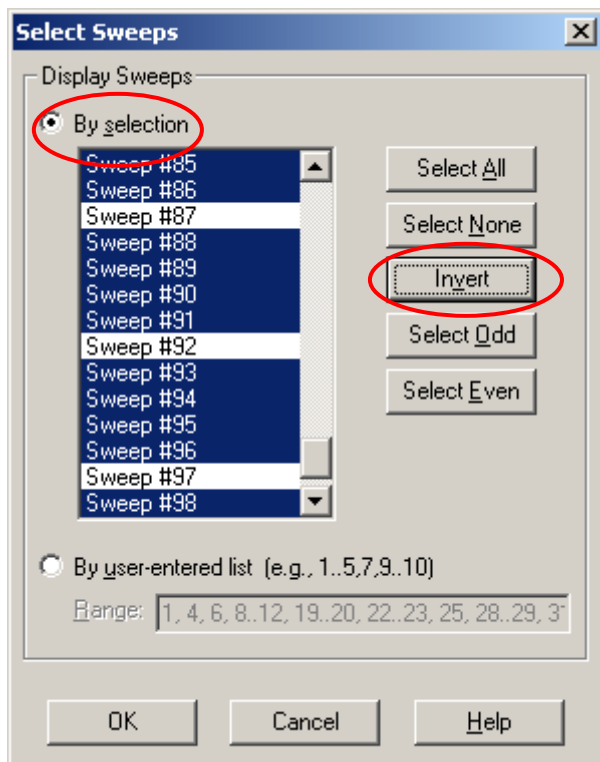 Select Sweeps
Display Sweeps
By selection
Sweep #85
Sweep #86
Sweep #87
Sweep #88
Sweep #89
Sweep #90
Sweep #91
Sweep #92
Sweep #93
Sweep #94
Sweep #95
Sweep #96
Sweep #97
Sweep #98
Select All
Select None
Invert
Select Odd
Select Even
By user-entered list (e.g., 1..5,7,9..10)
Range: 1, 4, 6, 8..12, 19..20, 22..23, 25, 28..29, 3
OK Cancel Help